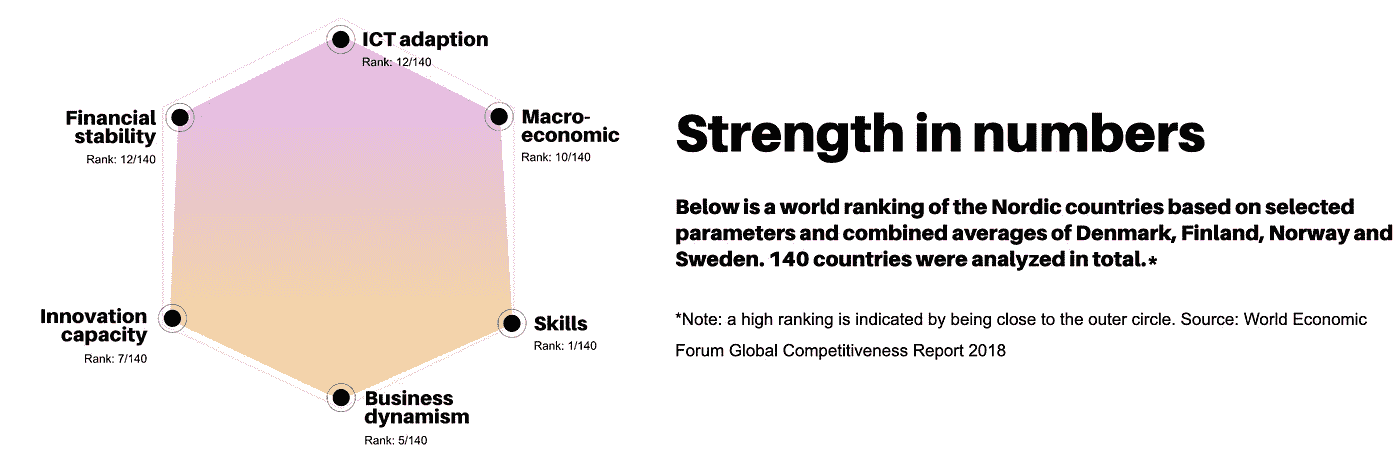 ICT adaption
Rank: 12/140
Financial
stability
Rank: 12/140
Macro-
economic
Rank: 10/140
Innovation
capacity
Rank: 7/140
Skills
Rank: 1/140
Business
dynamism
Rank: 5/140
Strength in numbers
Below is a world ranking of the Nordic countries based on selected
parameters and combined averages of Denmark, Finland, Norway and
Sweden. 140 countries were analyzed in total.*
*Note: a high ranking is indicated by being close to the outer circle. Source: World Economic
Forum Global Competitiveness Report 2018